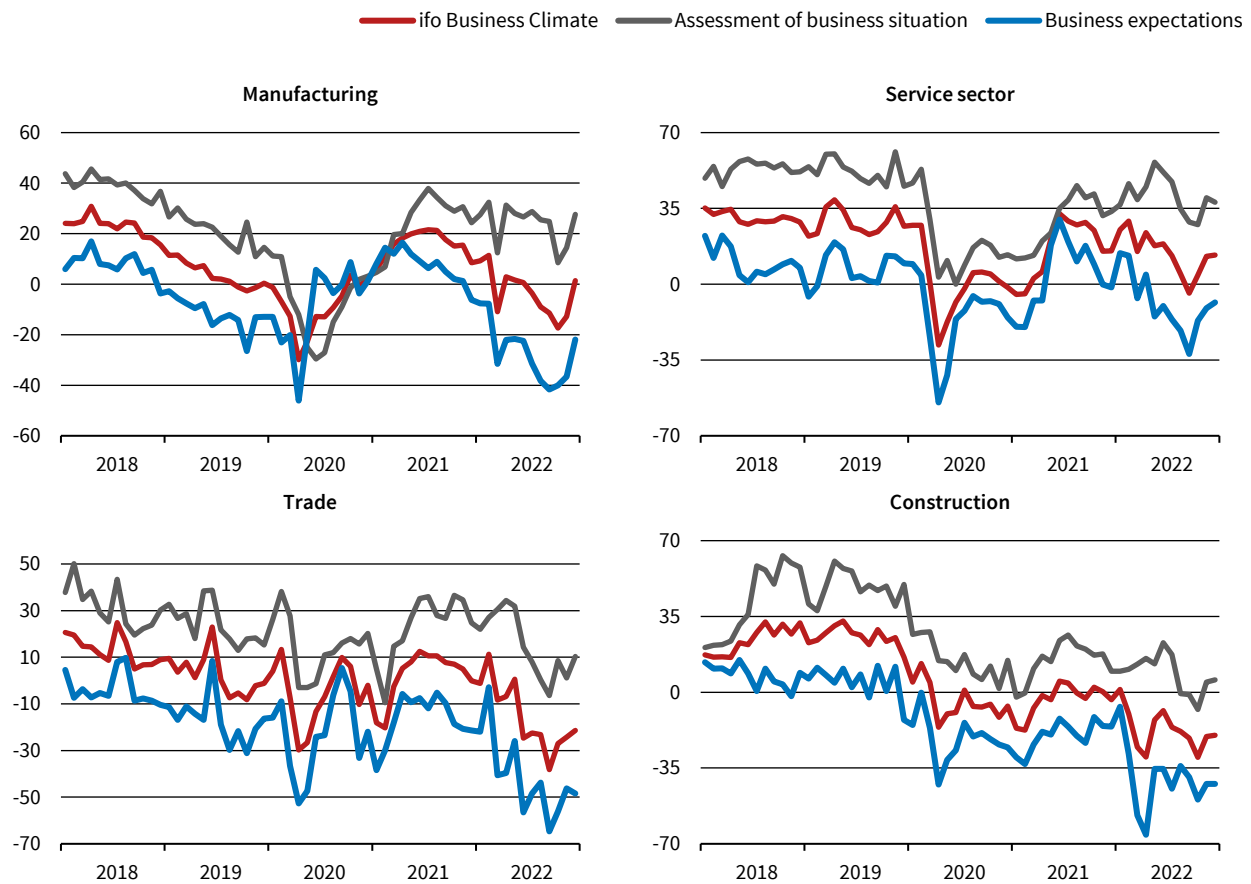 ifo Business Climate Assessment of business situation Business expectations
Manufacturing
60
40
20
0
-20
-40
-60
2018 2019 2020 2021 2022
Service sector
70
35
0
-35
-70
2018 2019 2020 2021 2022
Trade
50
30
10
-10
-30
-50
-70
2018 2019 2020 2021 2022
Construction
70
35
0
-35
-70
2018 2019 2020 2021 2022